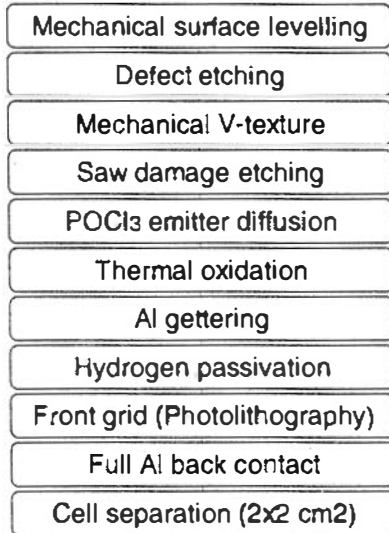 Mechanical surface levelling
Defect etching
Mechanical V-texture
Saw damage etching
POCl3 emitter diffusion
Thermal oxidation
Al gettering
Hydrogen passivation
Front grid (Photolithography)
Full Al back contact
Cell separation (2x2 cm2)